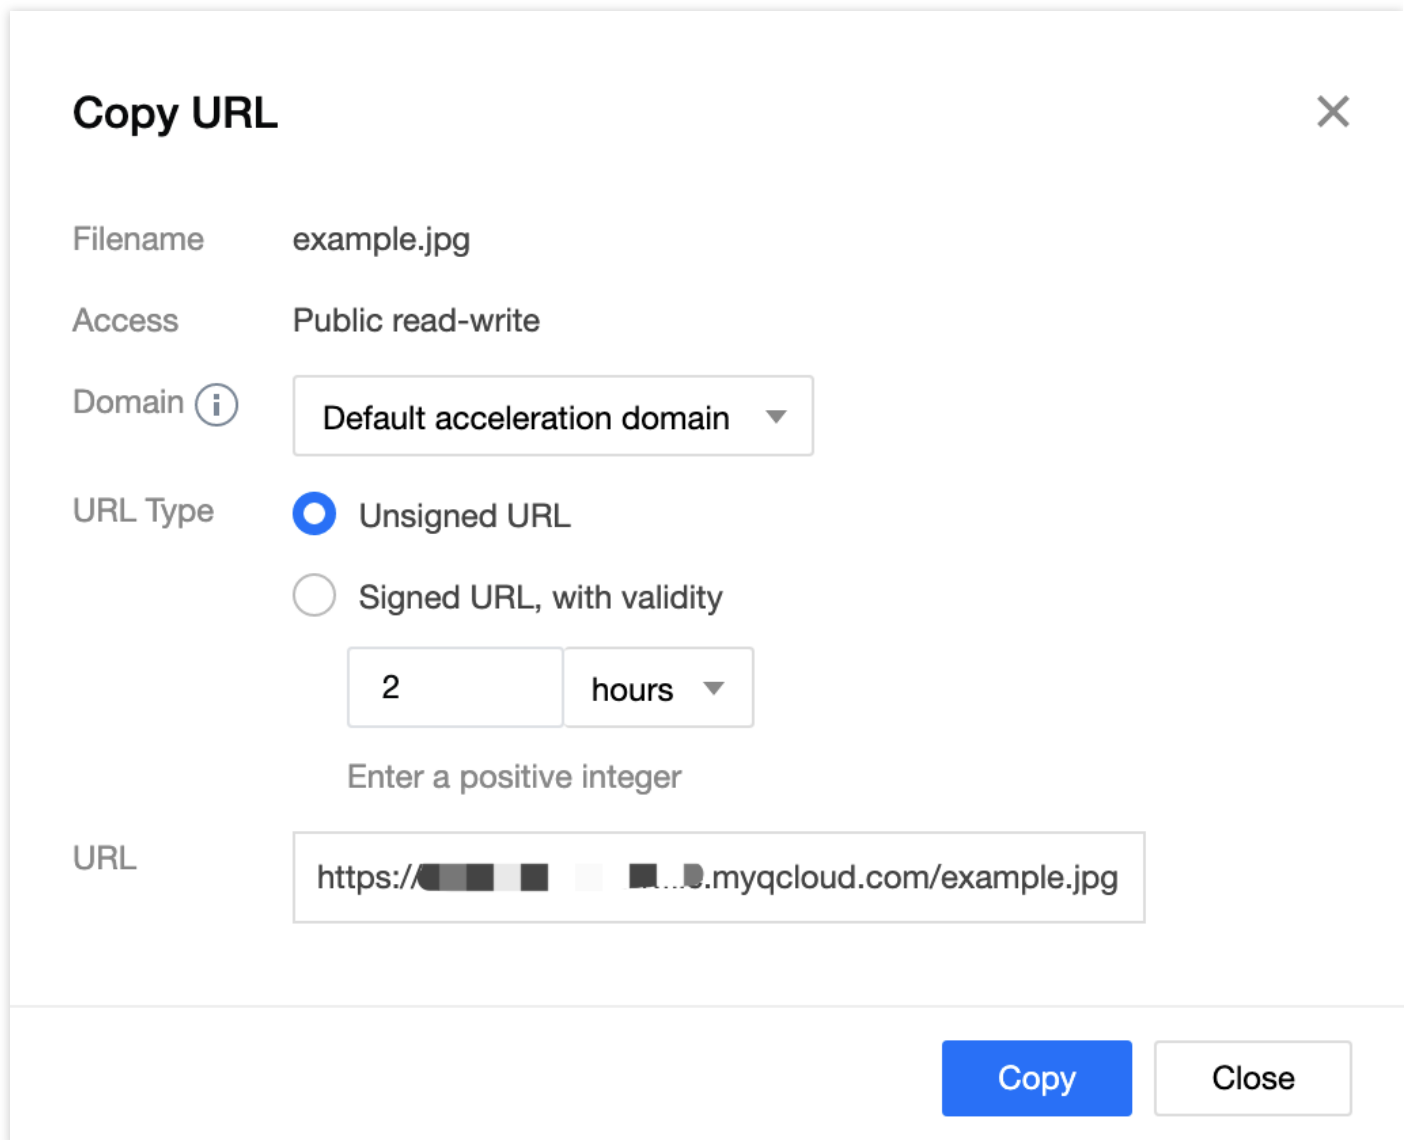 Copy URL
Filename example.jpg
Access Public read-write
Domain Default acceleration domain
URL Type Unsigned URL
Signed URL, with validity
2 hours
Enter a positive integer
URL https:// .myqcloud.com/example.jpg
Copy Close